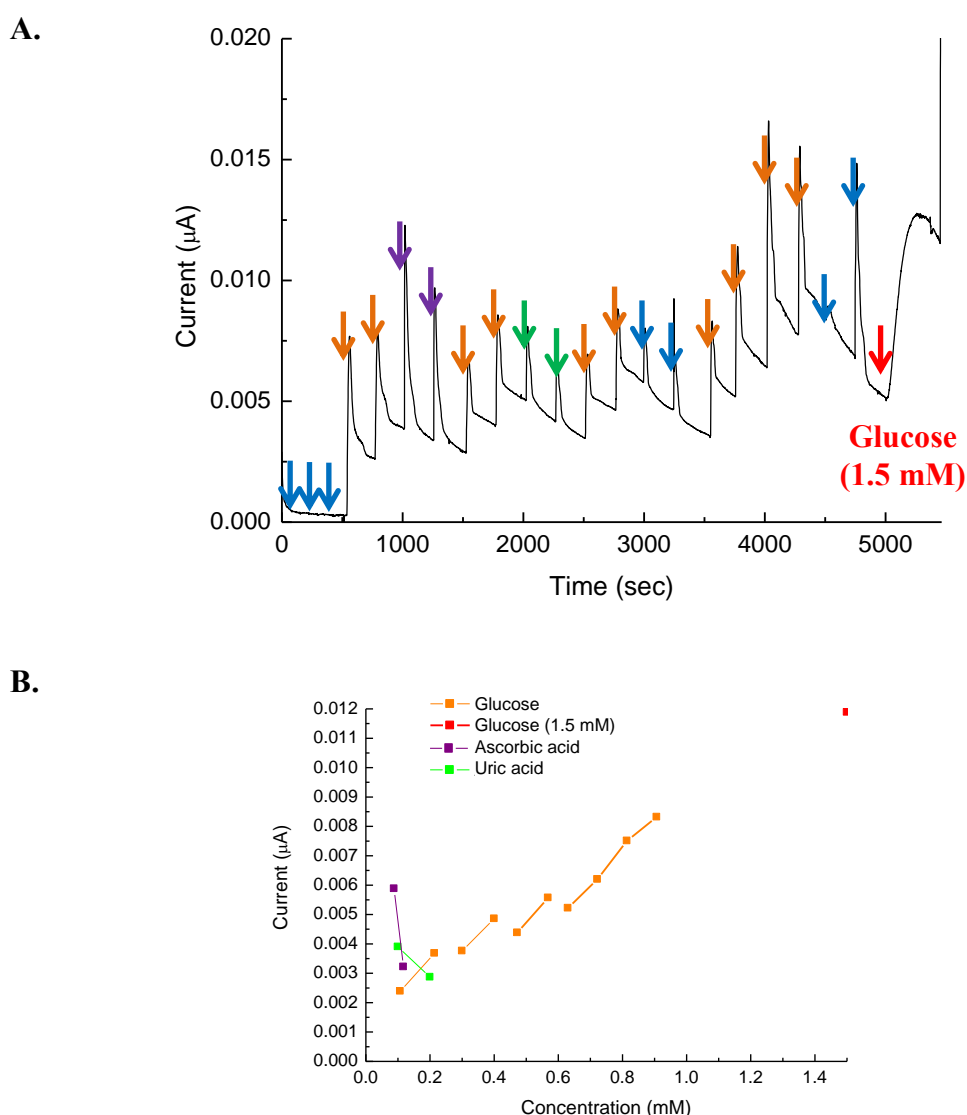 A.
0.020
0.015
0.010
0.005
0.000
Current (μA)
Glucose
(1.5 mM)
0 1000 2000 3000 4000 5000
Time (sec)
B.
Glucose
Glucose (1.5 mM)
Ascorbic acid
Uric acid
0.012
0.011
0.010
0.009
0.008
0.007
0.006
0.005
0.004
0.003
0.002
0.001
0.000
Current (μA)
0.0 0.2 0.4 0.6 0.8 1.0 1.2 1.4
Concentration (mM)